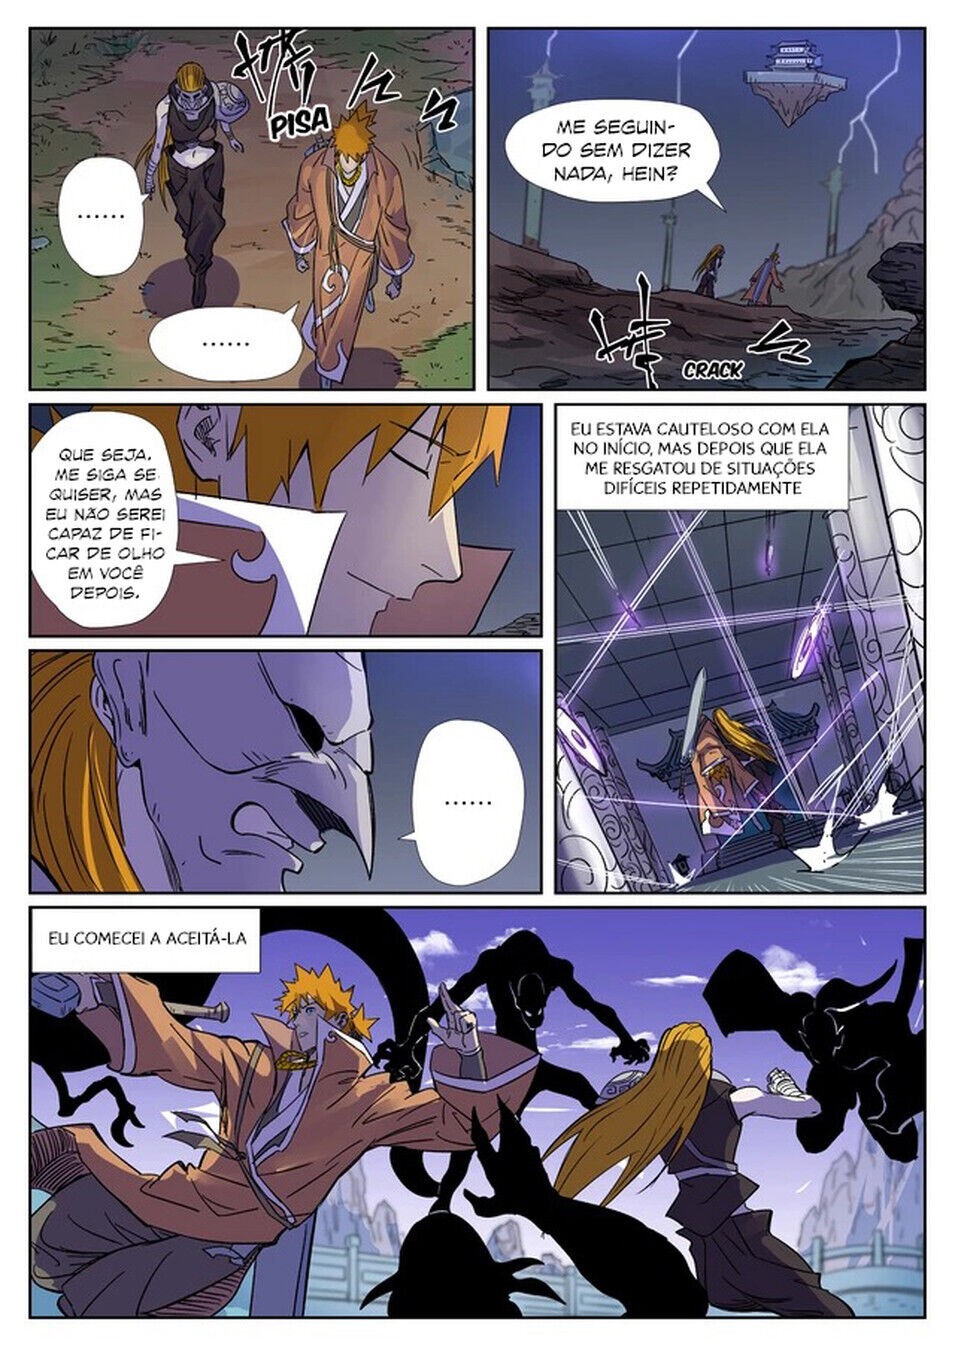 ......
PISA
......
ME SEGUIN-
DO SEM DIZER
NADA, HEIN?
CRACK
QUE SEJA.
ME SIGA SE
QUISER, MAS
EU NÃO SEREI
CAPAZ DE FI-
CAR DE OLHO
EM VOCÊ
DEPOIS.
EU ESTAVA CAUTELOSO COM ELA
NO INÍCIO, MAS DEPOIS QUE ELA
ME RESGATOU DE SITUAÇÕES
DIFÍCEIS REPETIDAMENTE
......
EU COMECEI A ACEITÁ-LA